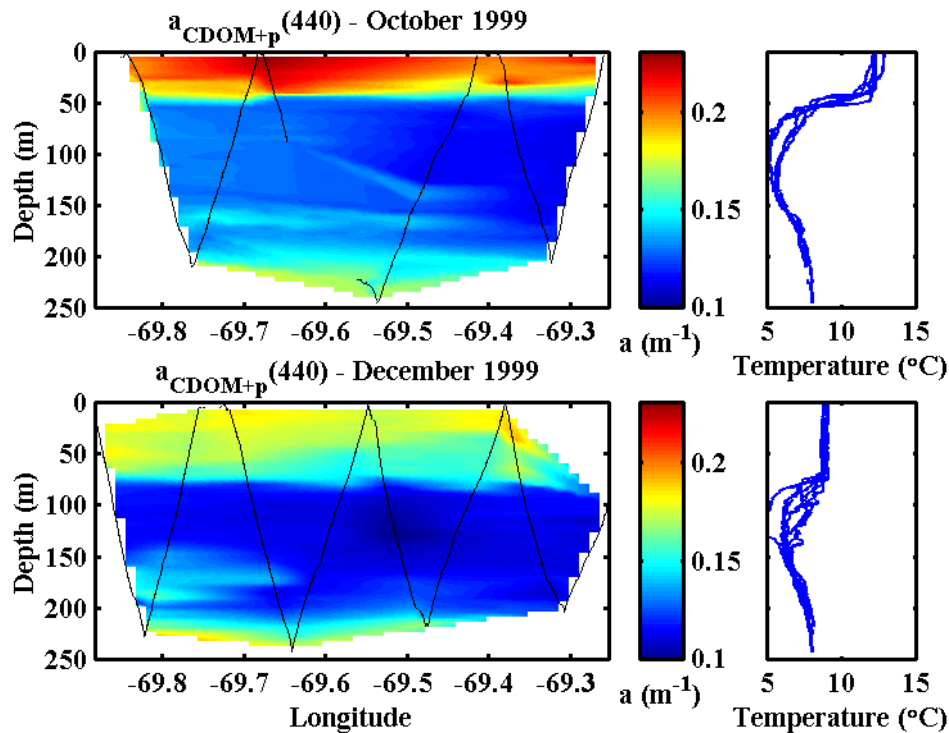 a_CDOM+p(440) - October 1999
0
50
100
150
200
250
Depth (m)
-69.8 -69.7 -69.6 -69.5 -69.4 -69.3
0.2
0.15
0.1
a (m⁻¹)
5 10 15
Temperature (°C)
a_CDOM+p(440) - December 1999
0
50
100
150
200
250
Depth (m)
-69.8 -69.7 -69.6 -69.5 -69.4 -69.3
Longitude
0.2
0.15
0.1
a (m⁻¹)
5 10 15
Temperature (°C)